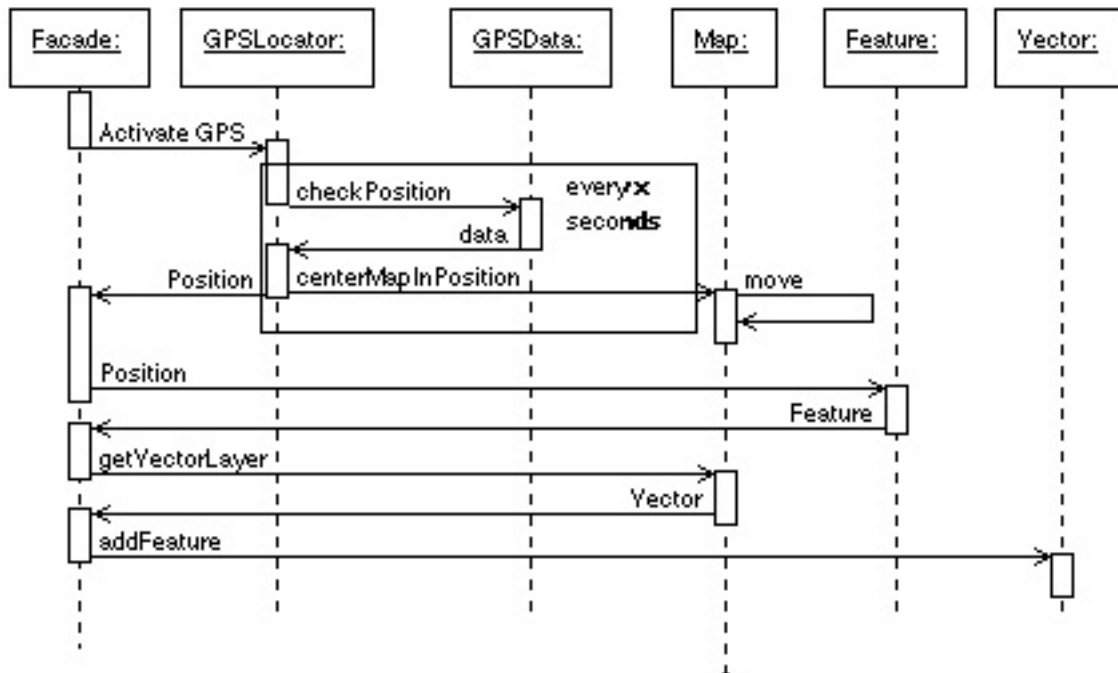 Facade:
GPSLocator:
GPSData:
Map:
Feature:
Vector:
Activate GPS
checkPosition
every x
seconds
data
Position
centerMapInPosition
move
Position
Feature
getVectorLayer
Vector
addFeature